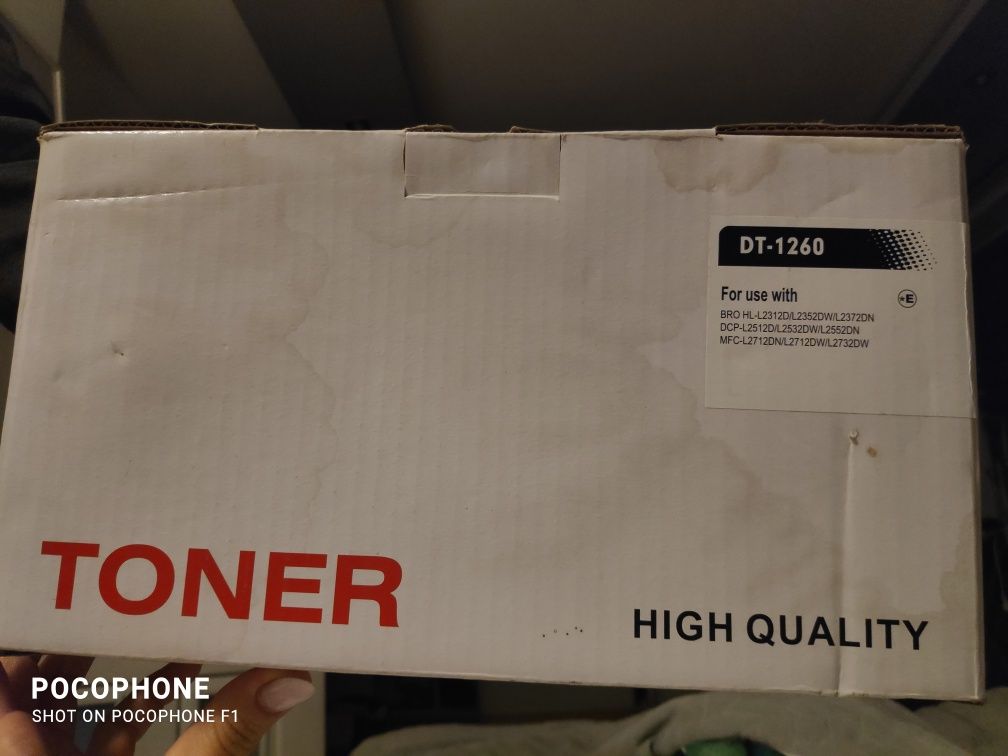 DT-1260
For use with
E
BRO HL-L2312D/L2352DW/L2372DN
DCP-L2512D/L2532DW/L2552DN
MFC-L2712DN/L2712DW/L2732DW
TONER
HIGH QUALITY
POCOPHONE
SHOT ON POCOPHONE F1